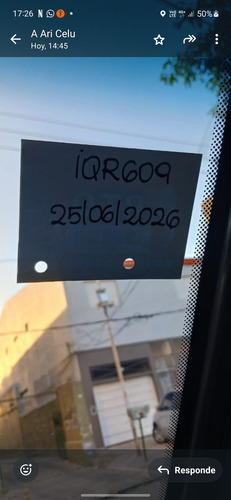 17:26
50%
A Ari Celu
Hoy, 14:45
IQR609
25/06/2026
Responde